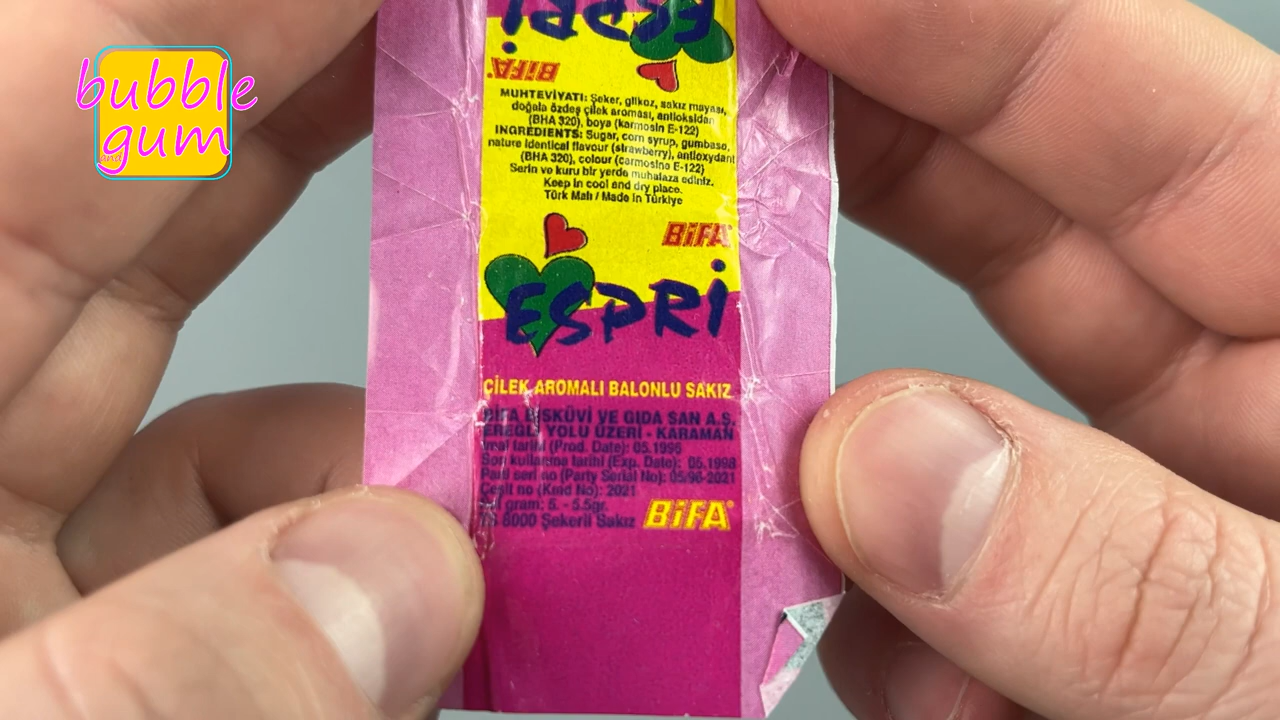 bubble
and gum
ESPRİ
BiFA
MUHTEVİYATI: Şeker, glikoz, sakız mayası,
doğala özdeş çilek aroması, antioksidan
(BHA 320), boya (karmosin E-122)
INGREDIENTS: Sugar, corn syrup, gumbase,
nature identical flavour (strawberry), antioxydant
(BHA 320), colour (carmosine E-122)
Serin ve kuru bir yerde muhafaza ediniz.
Keep in cool and dry place.
Türk Malı / Made in Türkiye
BiFA
ESPRİ
ÇİLEK AROMALI BALONLU SAKIZ
BİFA BİSKÜVİ VE GIDA SAN A.Ş.
EREĞLİ YOLU ÜZERİ - KARAMAN
tarihi (Prod. Date): 05.1996
Son kullanma tarihi (Exp. Date): 05.1998
Parti seri no (Party Serial No): 05/96-2021
Çeşit no (Kind No): 2021
gram: 5. - 5.5gr.
TS 8000 Şekerli Sakız
BiFA